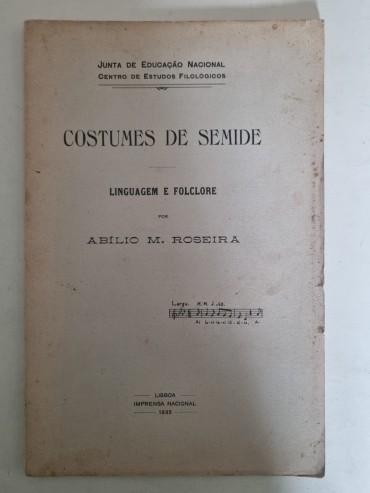 JUNTA DE EDUCAÇÃO NACIONAL
CENTRO DE ESTUDOS FILOLÓGICOS
COSTUMES DE SEMIDE
LINGUAGEM E FOLCLORE
POR
ABÍLIO M. ROSEIRA
Largo
LISBOA
IMPRENSA NACIONAL